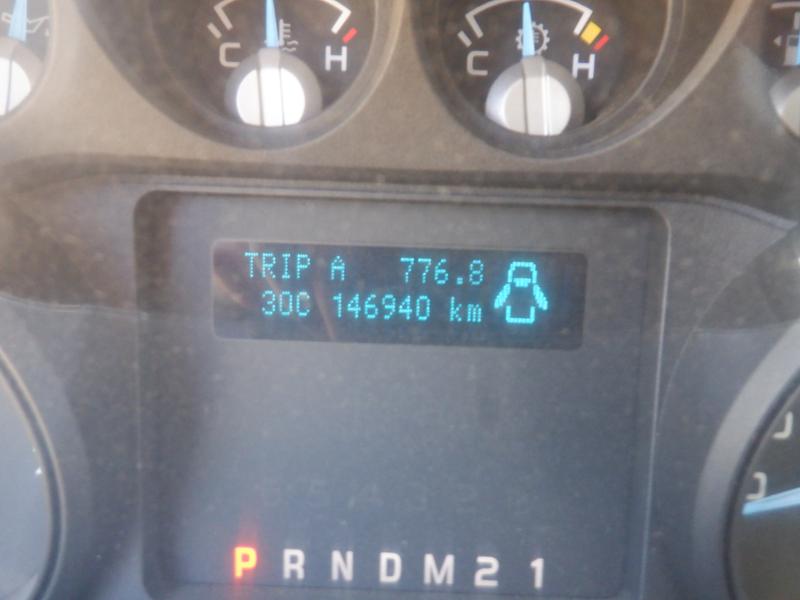 C H C H
TRIP A 776.8
30C 146940 km
P R N D M 2 1